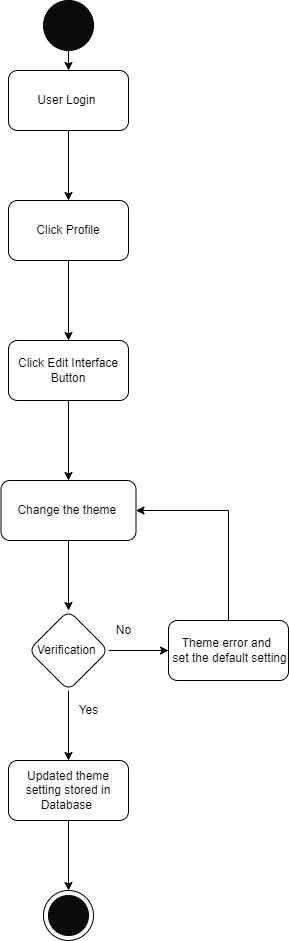 User Login
Click Profile
Click Edit Interface
Button
Change the theme
Verification
No
Theme error and
set the default setting
Yes
Updated theme
setting stored in
Database